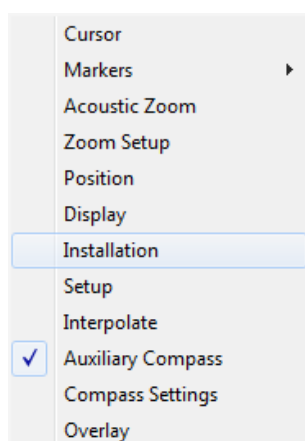 Cursor
Markers
Acoustic Zoom
Zoom Setup
Position
Display
Installation
Setup
Interpolate
Auxiliary Compass
Compass Settings
Overlay